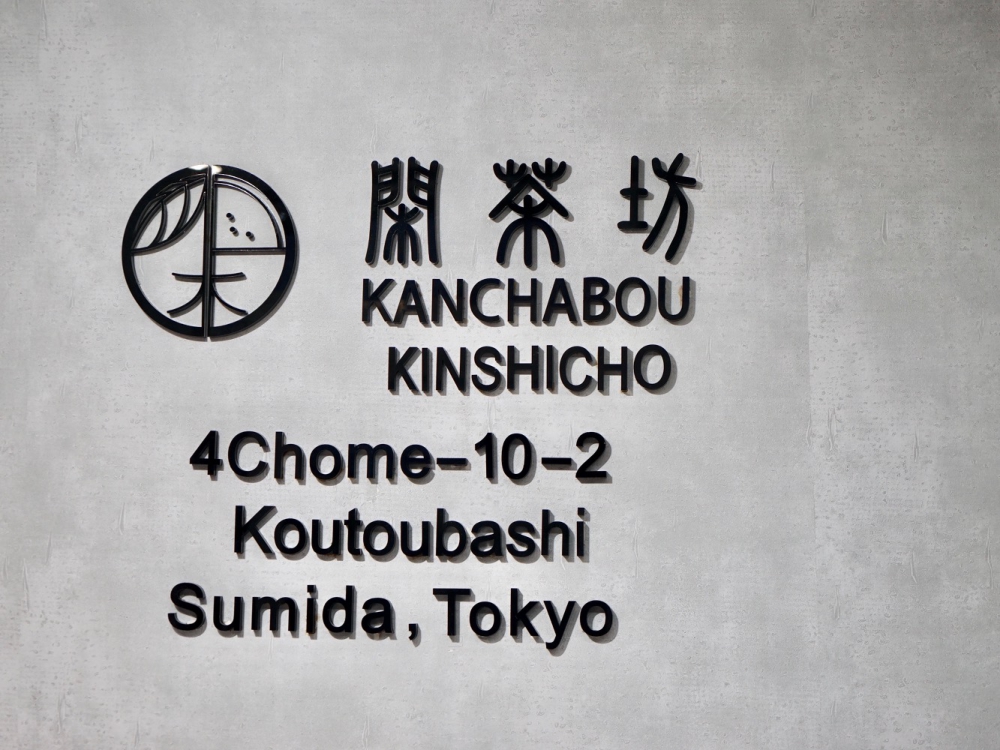 閑茶坊
KANCHABOU
KINSHICHO
4Chome-10-2
Koutoubashi
Sumida, Tokyo